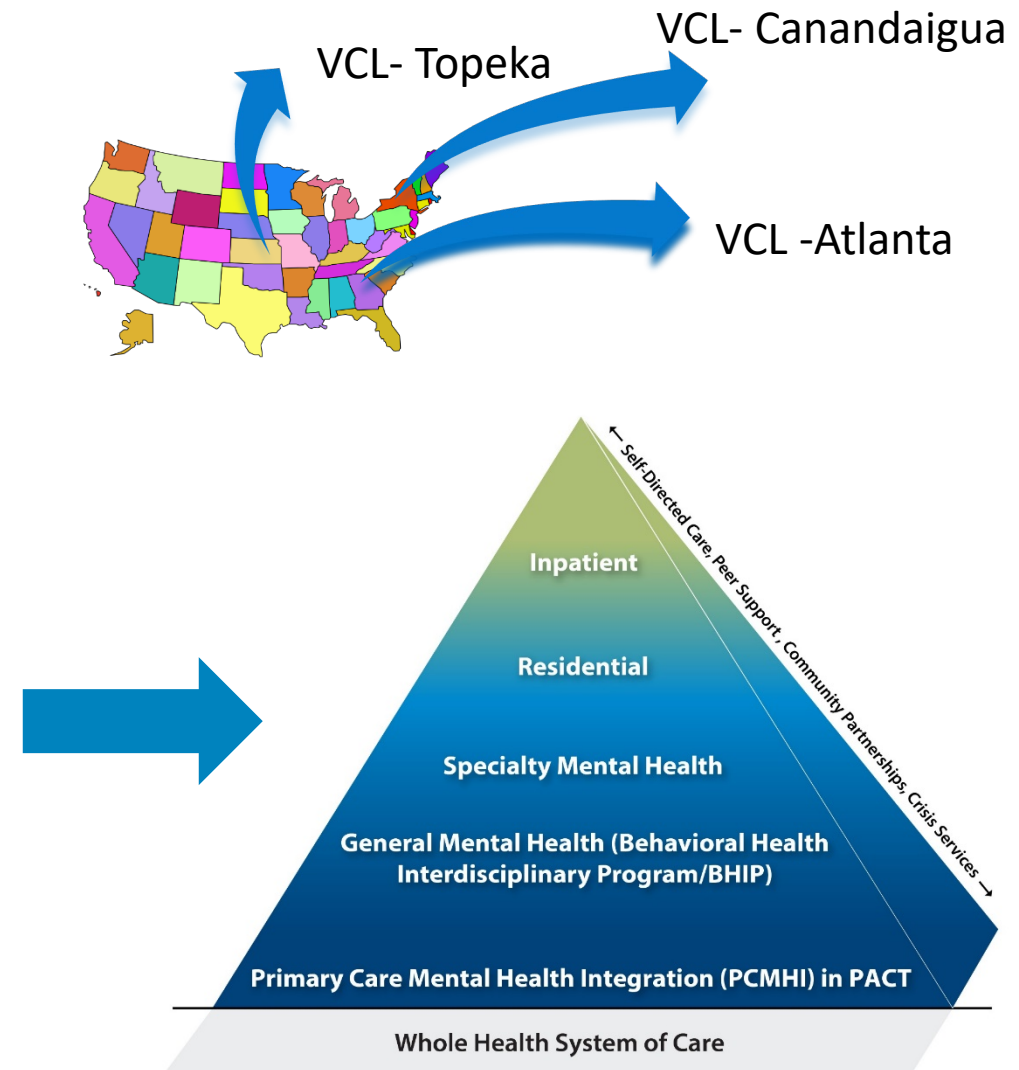 VCL- Canandaigua
VCL- Topeka
VCL -Atlanta
← Self-Directed Care, Peer Support , Community Partnerships, Crisis Services →
Inpatient
Residential
Specialty Mental Health
General Mental Health (Behavioral Health
Interdisciplinary Program/BHIP)
Primary Care Mental Health Integration (PCMHI) in PACT
Whole Health System of Care